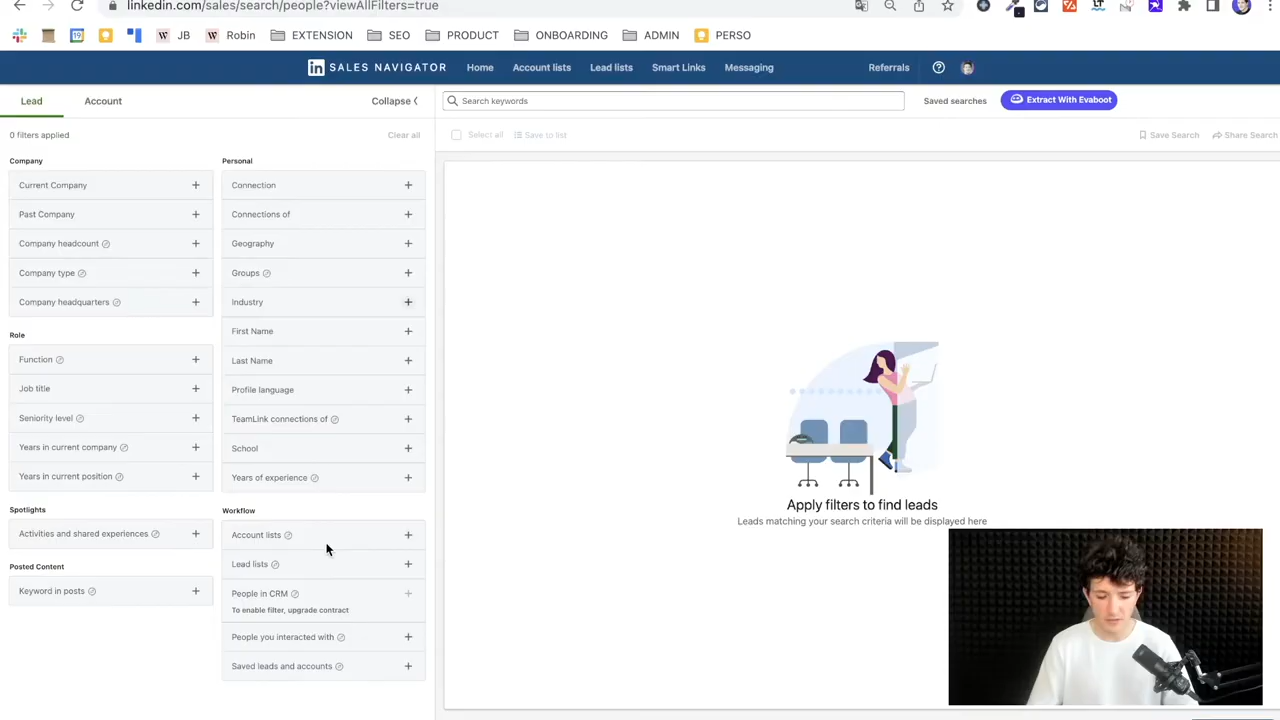 linkedin.com/sales/search/people?viewAllFilters=true
JB
Robin
EXTENSION
SEO
PRODUCT
ONBOARDING
ADMIN
PERSO
in SALES NAVIGATOR
Home
Account lists
Lead lists
Smart Links
Messaging
Referrals
Lead
Account
Collapse
Search keywords
Saved searches
Extract With Evaboot
0 filters applied
Clear all
Select all
Save to list
Save Search
Share Search
Company
Current Company
Past Company
Company headcount
Company type
Company headquarters
Role
Function
Job title
Seniority level
Years in current company
Years in current position
Spotlights
Activities and shared experiences
Posted Content
Keyword in posts
Personal
Connection
Connections of
Geography
Groups
Industry
First Name
Last Name
Profile language
TeamLink connections of
School
Years of experience
Workflow
Account lists
Lead lists
People in CRM
To enable filter, upgrade contract
People you interacted with
Saved leads and accounts
Apply filters to find leads
Leads matching your search criteria will be displayed here